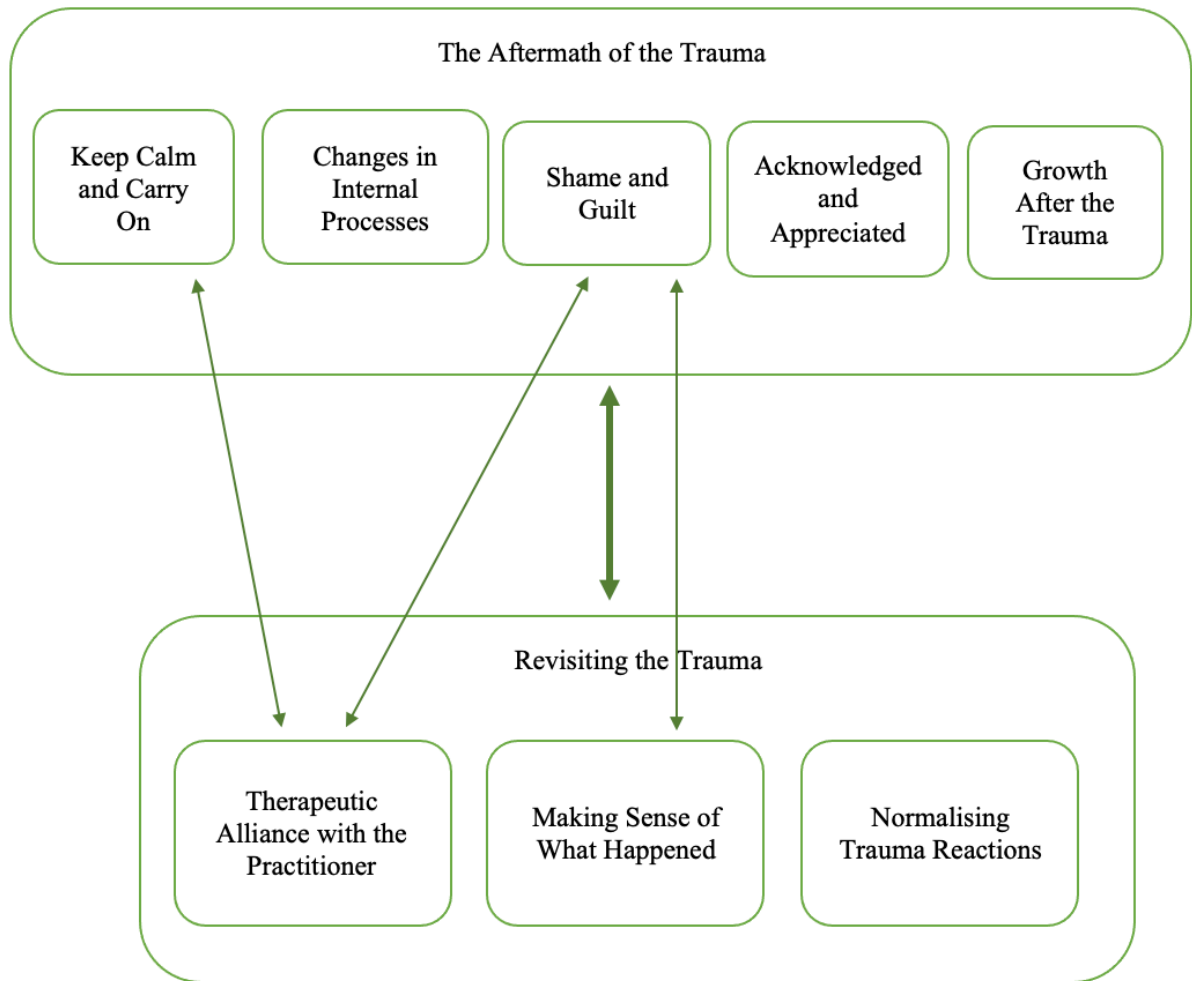 The Aftermath of the Trauma
Keep Calm
and Carry
On
Changes in
Internal
Processes
Shame and
Guilt
Acknowledged
and
Appreciated
Growth
After the
Trauma
Revisiting the Trauma
Therapeutic
Alliance with the
Practitioner
Making Sense of
What Happened
Normalising
Trauma Reactions